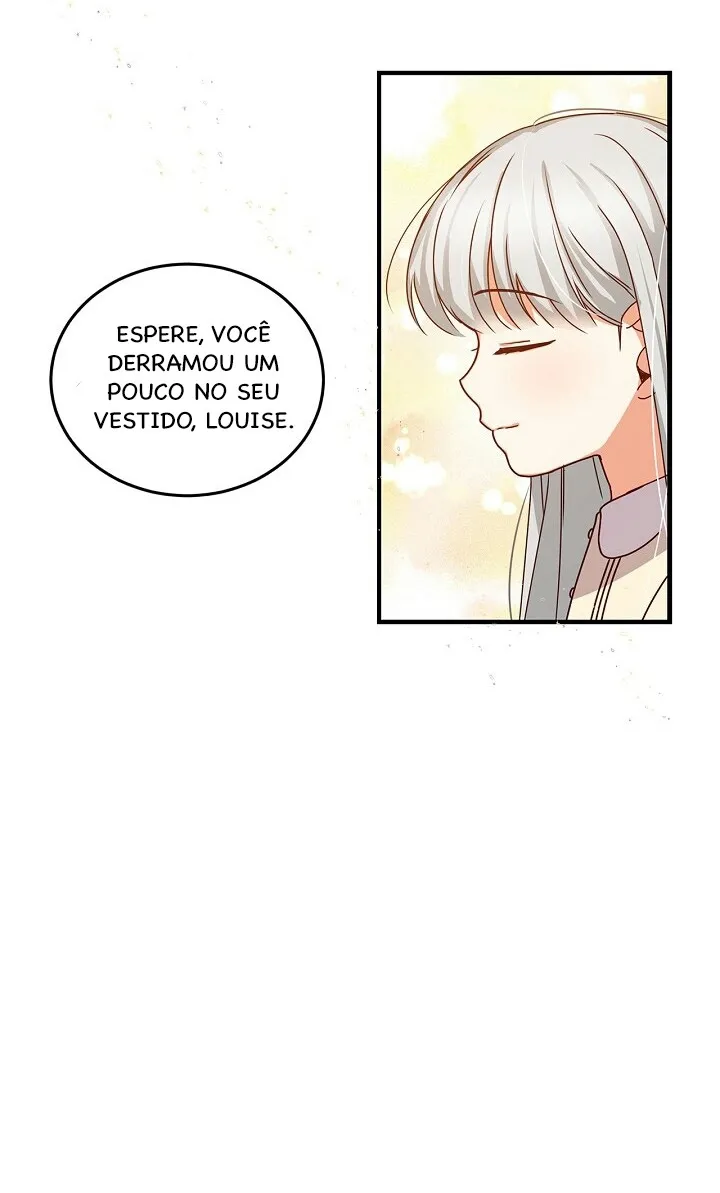 ESPERE, VOCÊ
DERRAMOU UM
POUCO NO SEU
VESTIDO, LOUISE.